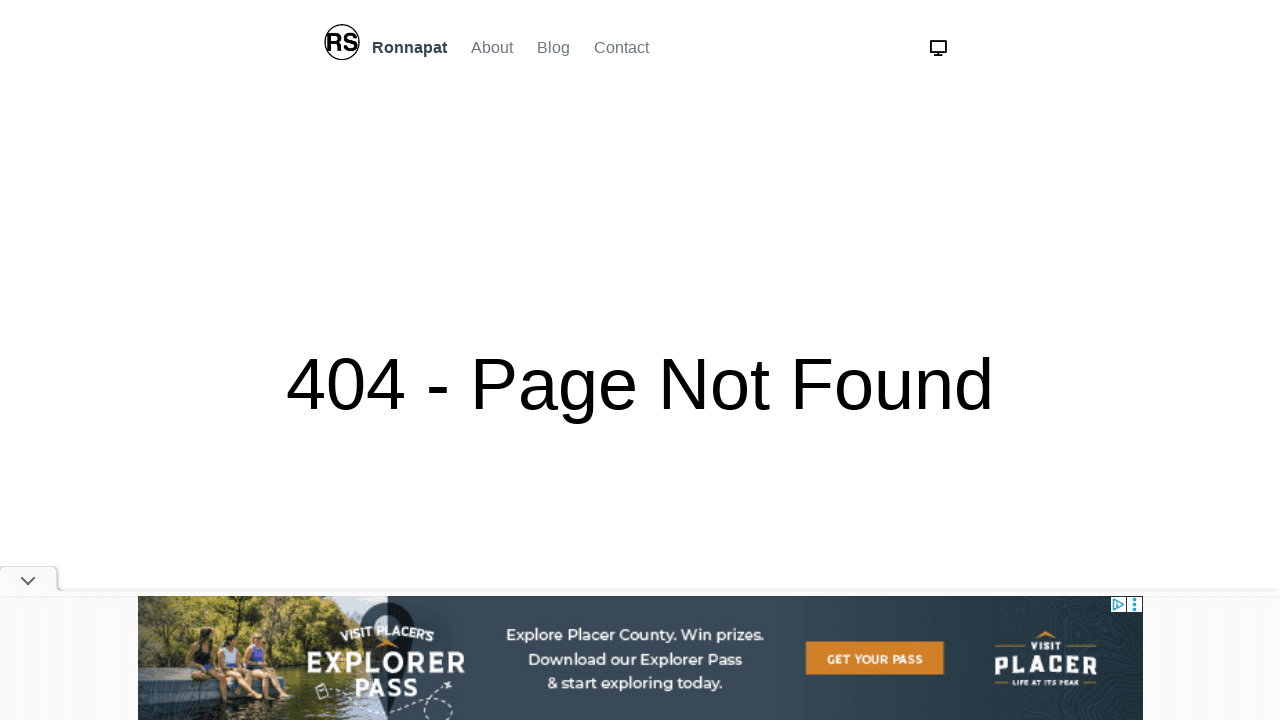 RS
Ronnapat
About
Blog
Contact
404 - Page Not Found
VISIT PLACER'S
EXPLORER
PASS
Explore Placer County. Win prizes.
Download our Explorer Pass
& start exploring today.
GET YOUR PASS
VISIT
PLACER
LIFE AT ITS PEAK